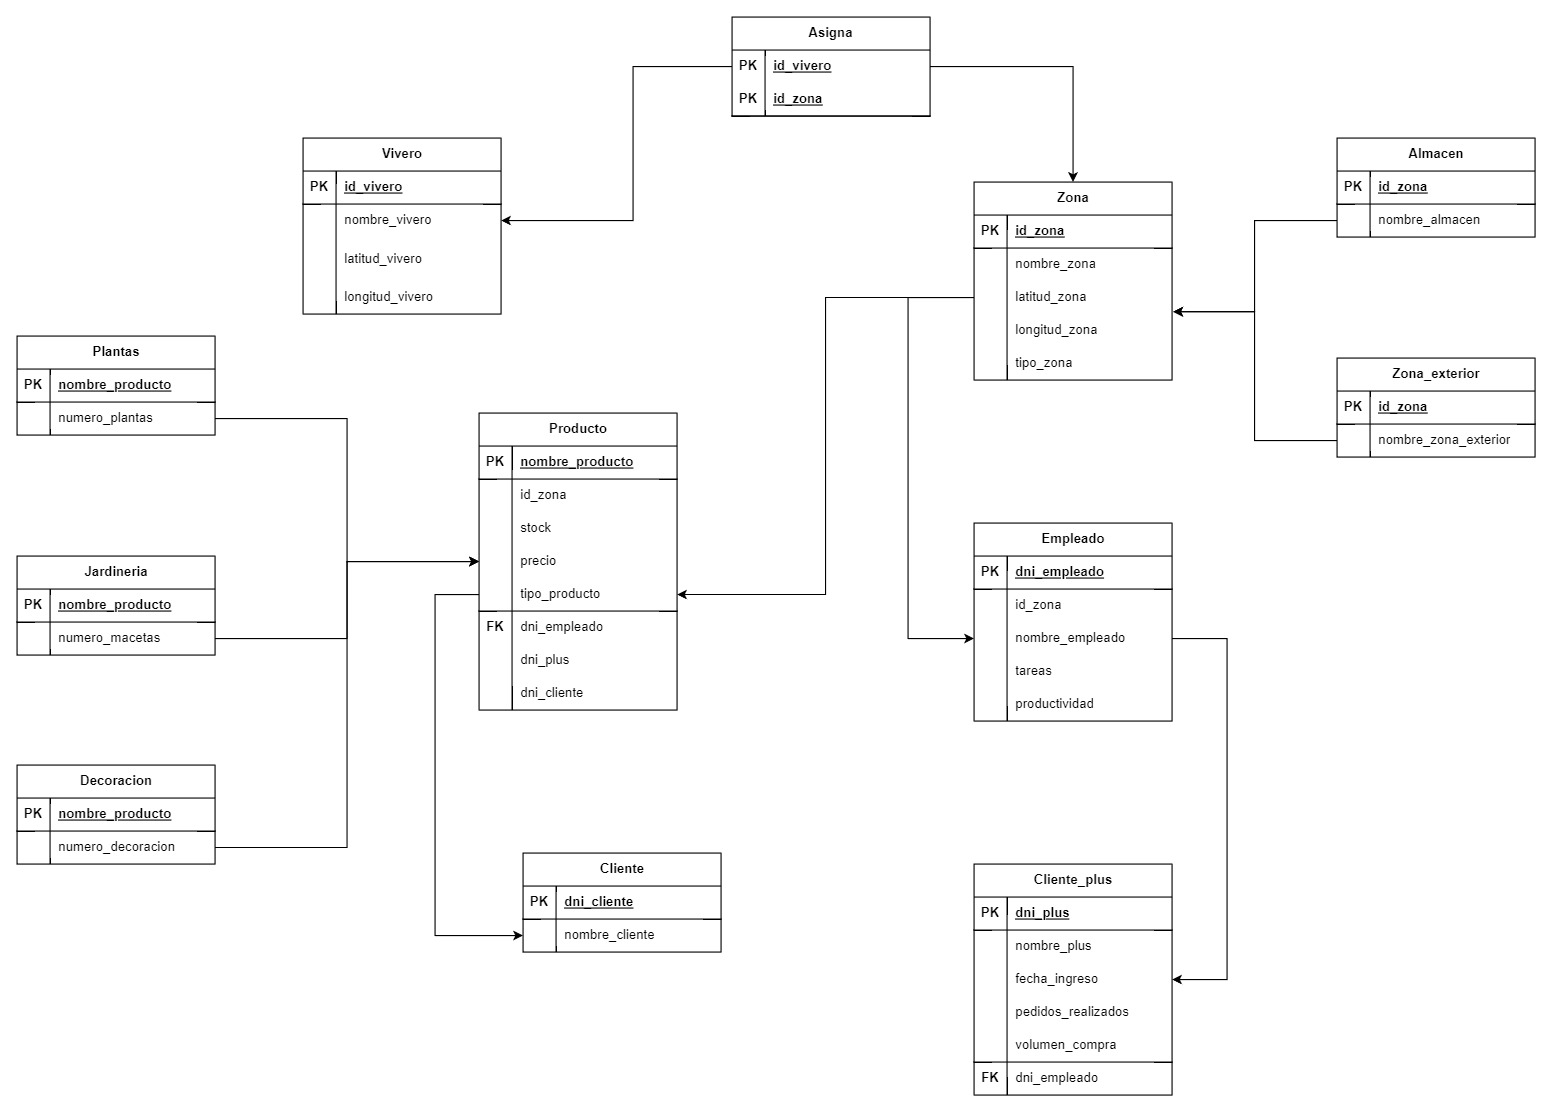 Asigna
PK id_vivero
PK id_zona
Vivero
PK id_vivero
nombre_vivero
latitud_vivero
longitud_vivero
Zona
PK id_zona
nombre_zona
latitud_zona
longitud_zona
tipo_zona
Almacen
PK id_zona
nombre_almacen
Zona_exterior
PK id_zona
nombre_zona_exterior
Plantas
PK nombre_producto
numero_plantas
Jardineria
PK nombre_producto
numero_macetas
Decoracion
PK nombre_producto
numero_decoracion
Producto
PK nombre_producto
id_zona
stock
precio
tipo_producto
FK dni_empleado
dni_plus
dni_cliente
Empleado
PK dni_empleado
id_zona
nombre_empleado
tareas
productividad
Cliente
PK dni_cliente
nombre_cliente
Cliente_plus
PK dni_plus
nombre_plus
fecha_ingreso
pedidos_realizados
volumen_compra
FK dni_empleado